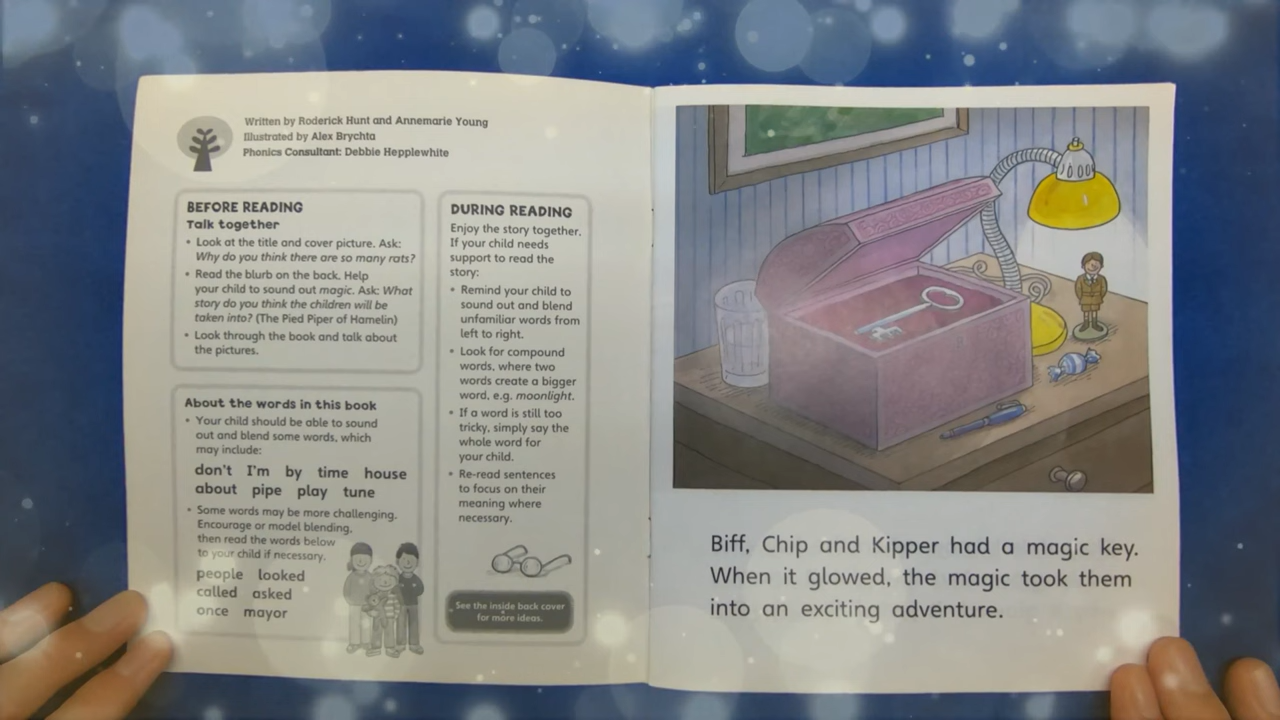 Written by Roderick Hunt and Annemarie Young
Illustrated by Alex Brychta
Phonics Consultant: Debbie Hepplewhite
BEFORE READING
Talk together
• Look at the title and cover picture. Ask:
Why do you think there are so many rats?
• Read the blurb on the back. Help
your child to sound out magic. Ask: What
story do you think the children will be
taken into? (The Pied Piper of Hamelin)
• Look through the book and talk about
the pictures.
About the words in this book
• Your child should be able to sound
out and blend some words, which
may include:
don't I'm by time house
about pipe play tune
• Some words may be more challenging.
Encourage or model blending,
then read the words below
to your child if necessary.
people looked
called asked
once mayor
DURING READING
Enjoy the story together.
If your child needs
support to read the
story:
• Remind your child to
sound out and blend
unfamiliar words from
left to right.
• Look for compound
words, where two
words create a bigger
word, e.g. moonlight.
• If a word is still too
tricky, simply say the
whole word for
your child.
• Re-read sentences
to focus on their
meaning where
necessary.
See the inside back cover
for more ideas.
Biff, Chip and Kipper had a magic key.
When it glowed, the magic took them
into an exciting adventure.